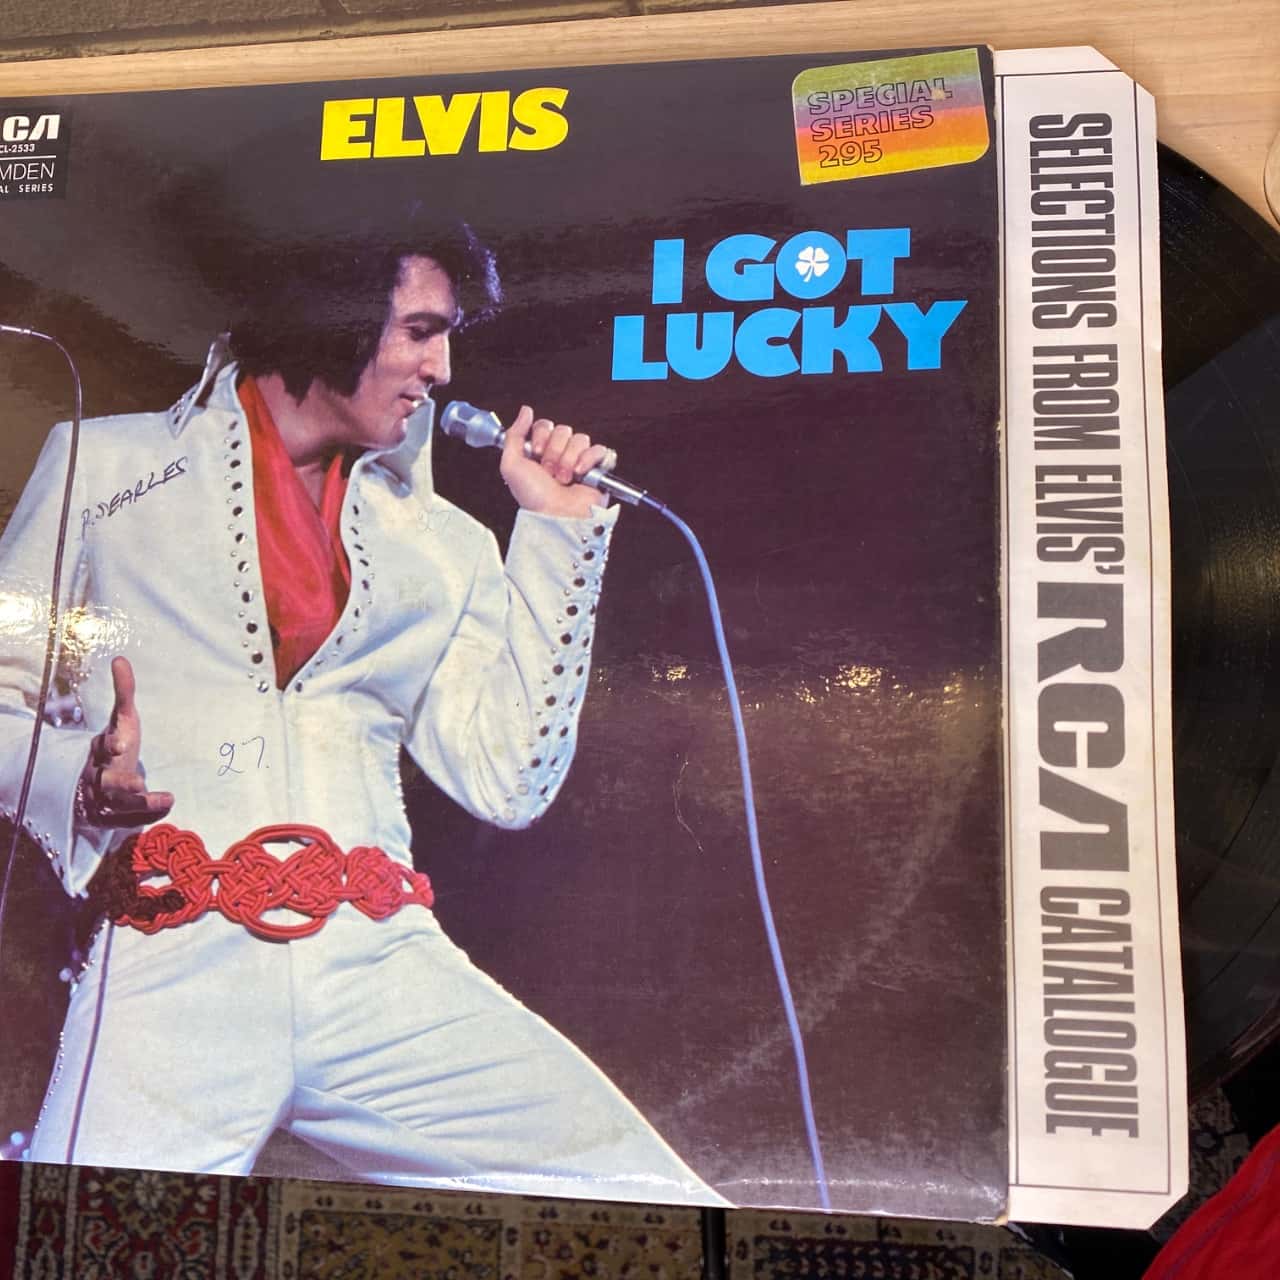 RCA
CL-2533
MDEN
AL SERIES
ELVIS
SPECIAL
SERIES
295
I GOT
LUCKY
P. SEARLES
27
27.
SELECTIONS FROM ELVIS' RCA CATALOGUE